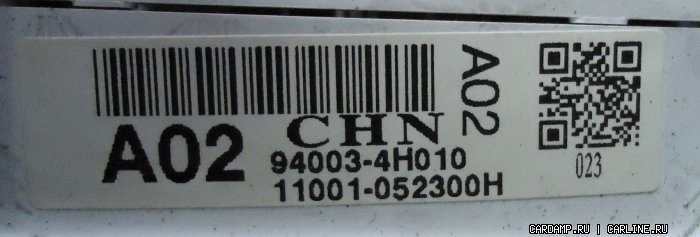 A02
CHN
A02
94003-4H010
11001-052300H
023
CARDAMP.RU | CARLINE.RU